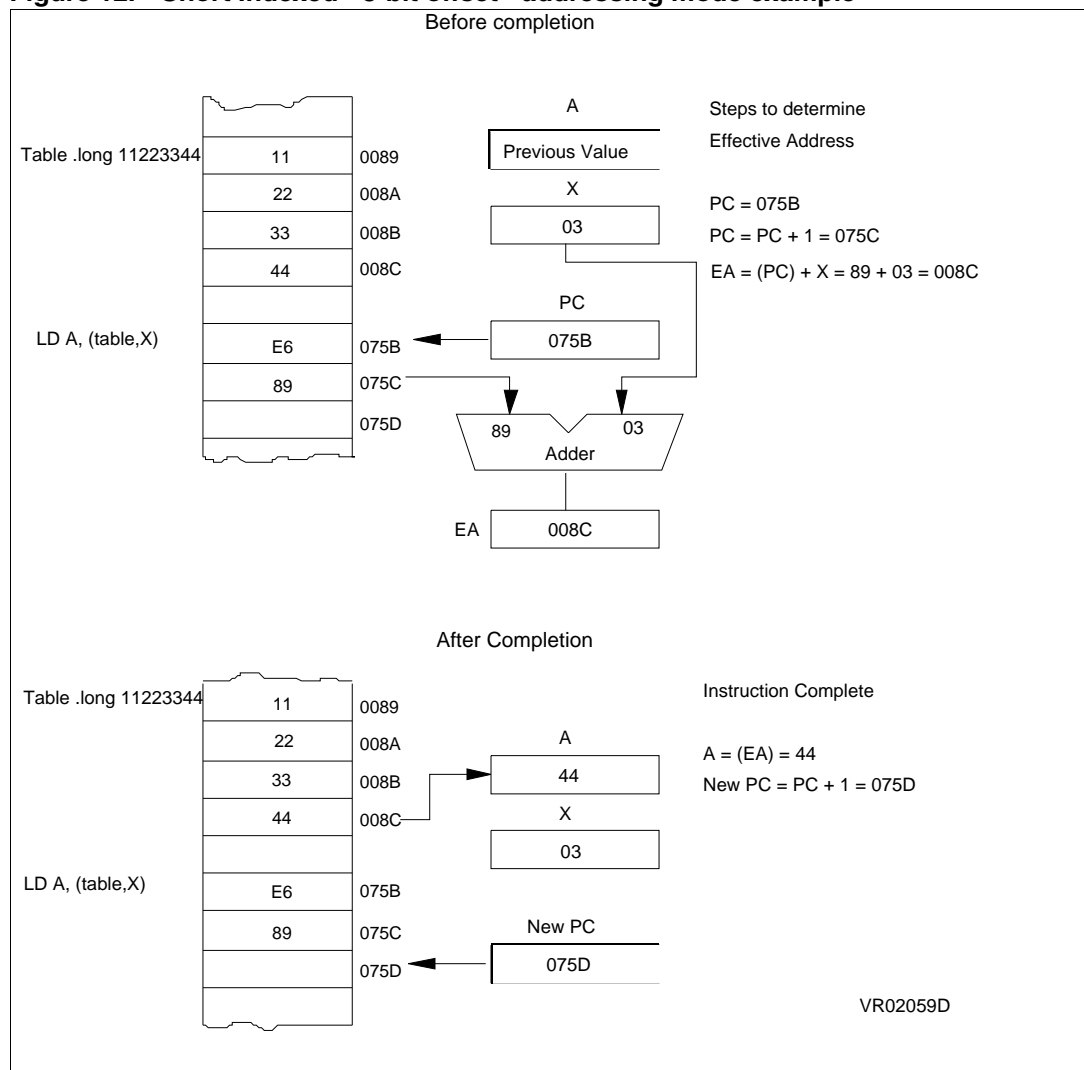 Before completion
A
Steps to determine
Effective Address
Table .long 11223344
11
0089
Previous Value
22
008A
X
PC = 075B
33
008B
03
PC = PC + 1 = 075C
44
008C
EA = (PC) + X = 89 + 03 = 008C
PC
LD A, (table,X)
E6
075B
075B
89
075C
075D
89
03
Adder
EA
008C
After Completion
Table .long 11223344
11
0089
Instruction Complete
22
008A
A
A = (EA) = 44
33
008B
44
New PC = PC + 1 = 075D
44
008C
X
03
LD A, (table,X)
E6
075B
89
075C
New PC
075D
075D
VR02059D